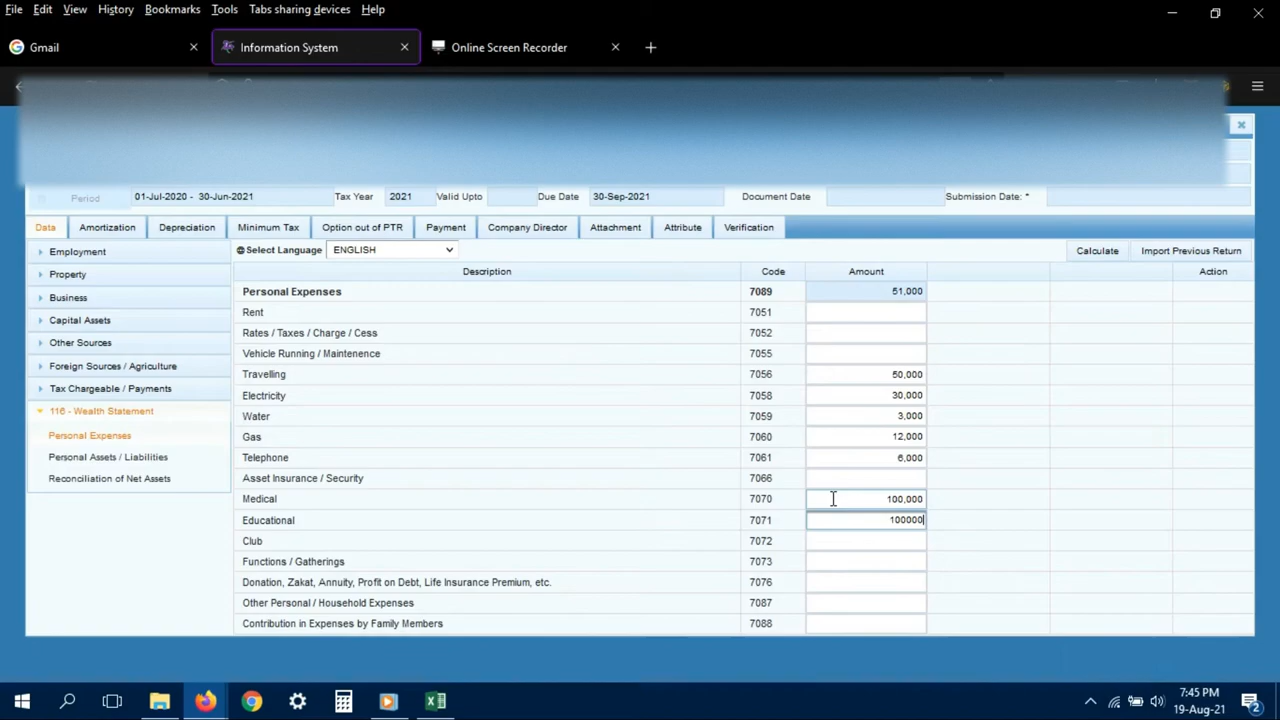 File Edit View History Bookmarks Tools Tabs sharing devices Help
Gmail Information System Online Screen Recorder
Period 01-Jul-2020 - 30-Jun-2021 Tax Year 2021 Valid Upto Due Date 30-Sep-2021 Document Date Submission Date: *
Data Amortization Depreciation Minimum Tax Option out of PTR Payment Company Director Attachment Attribute Verification
Employment
Property
Business
Capital Assets
Other Sources
Foreign Sources / Agriculture
Tax Chargeable / Payments
116 - Wealth Statement
Personal Expenses
Personal Assets / Liabilities
Reconciliation of Net Assets
Select Language ENGLISH Calculate Import Previous Return
Description Code Amount Action
Personal Expenses 7089 51,000
Rent 7051
Rates / Taxes / Charge / Cess 7052
Vehicle Running / Maintenence 7055
Travelling 7056 50,000
Electricity 7058 30,000
Water 7059 3,000
Gas 7060 12,000
Telephone 7061 6,000
Asset Insurance / Security 7066
Medical 7070 100,000
Educational 7071 100000
Club 7072
Functions / Gatherings 7073
Donation, Zakat, Annuity, Profit on Debt, Life Insurance Premium, etc. 7076
Other Personal / Household Expenses 7087
Contribution in Expenses by Family Members 7088
7:45 PM
19-Aug-21
2